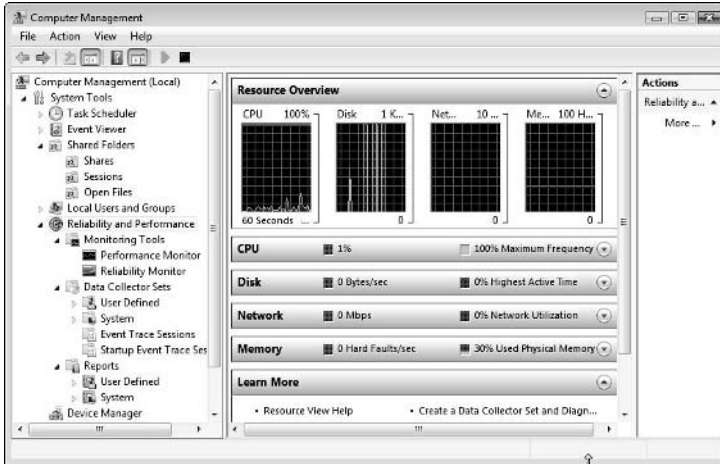 Computer Management
File Action View Help
Computer Management (Local)
System Tools
Task Scheduler
Event Viewer
Shared Folders
Shares
Sessions
Open Files
Local Users and Groups
Reliability and Performance
Monitoring Tools
Performance Monitor
Reliability Monitor
Data Collector Sets
User Defined
System
Event Trace Sessions
Startup Event Trace Ses
Reports
User Defined
System
Device Manager
Resource Overview
CPU 100% Disk 1 K... Net... 10 ... Me... 100 H...
60 Seconds ... 0 0 0
CPU 1% 100% Maximum Frequency
Disk 0 Bytes/sec 0% Highest Active Time
Network 0 Mbps 0% Network Utilization
Memory 0 Hard Faults/sec 30% Used Physical Memory
Learn More
• Resource View Help • Create a Data Collector Set and Diagn...
Actions
Reliability a...
More ...